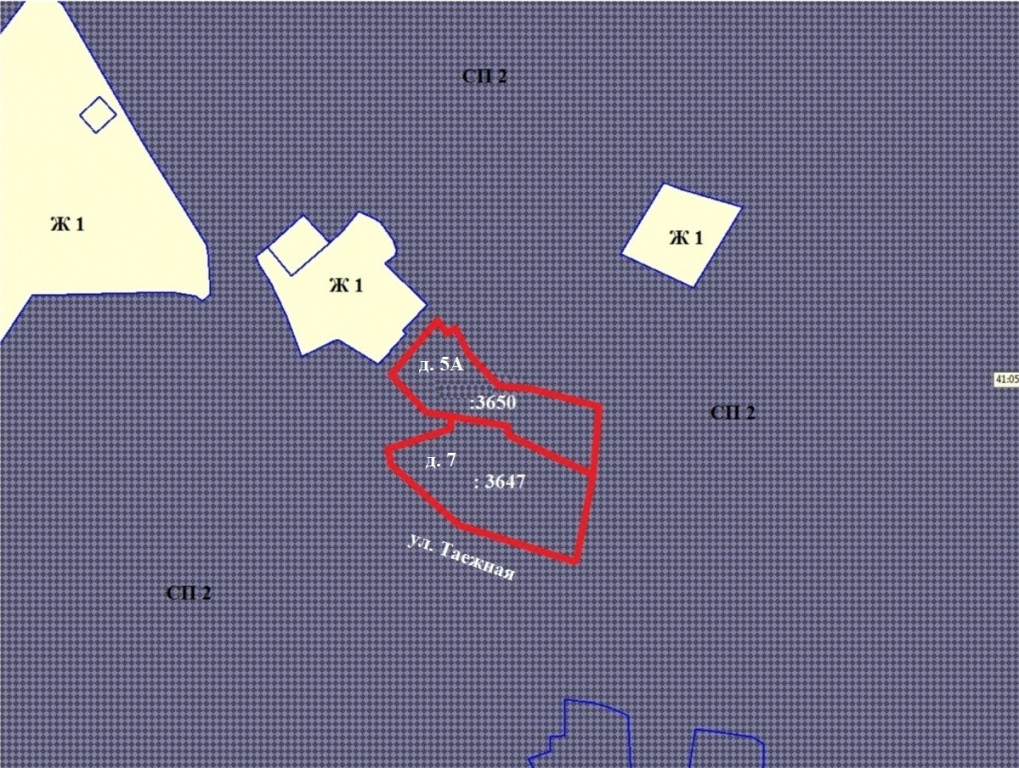 СП 2
Ж 1
Ж 1
Ж 1
д. 5А
41:05
:3650
СП 2
д. 7
: 3647
ул. Таежная
СП 2